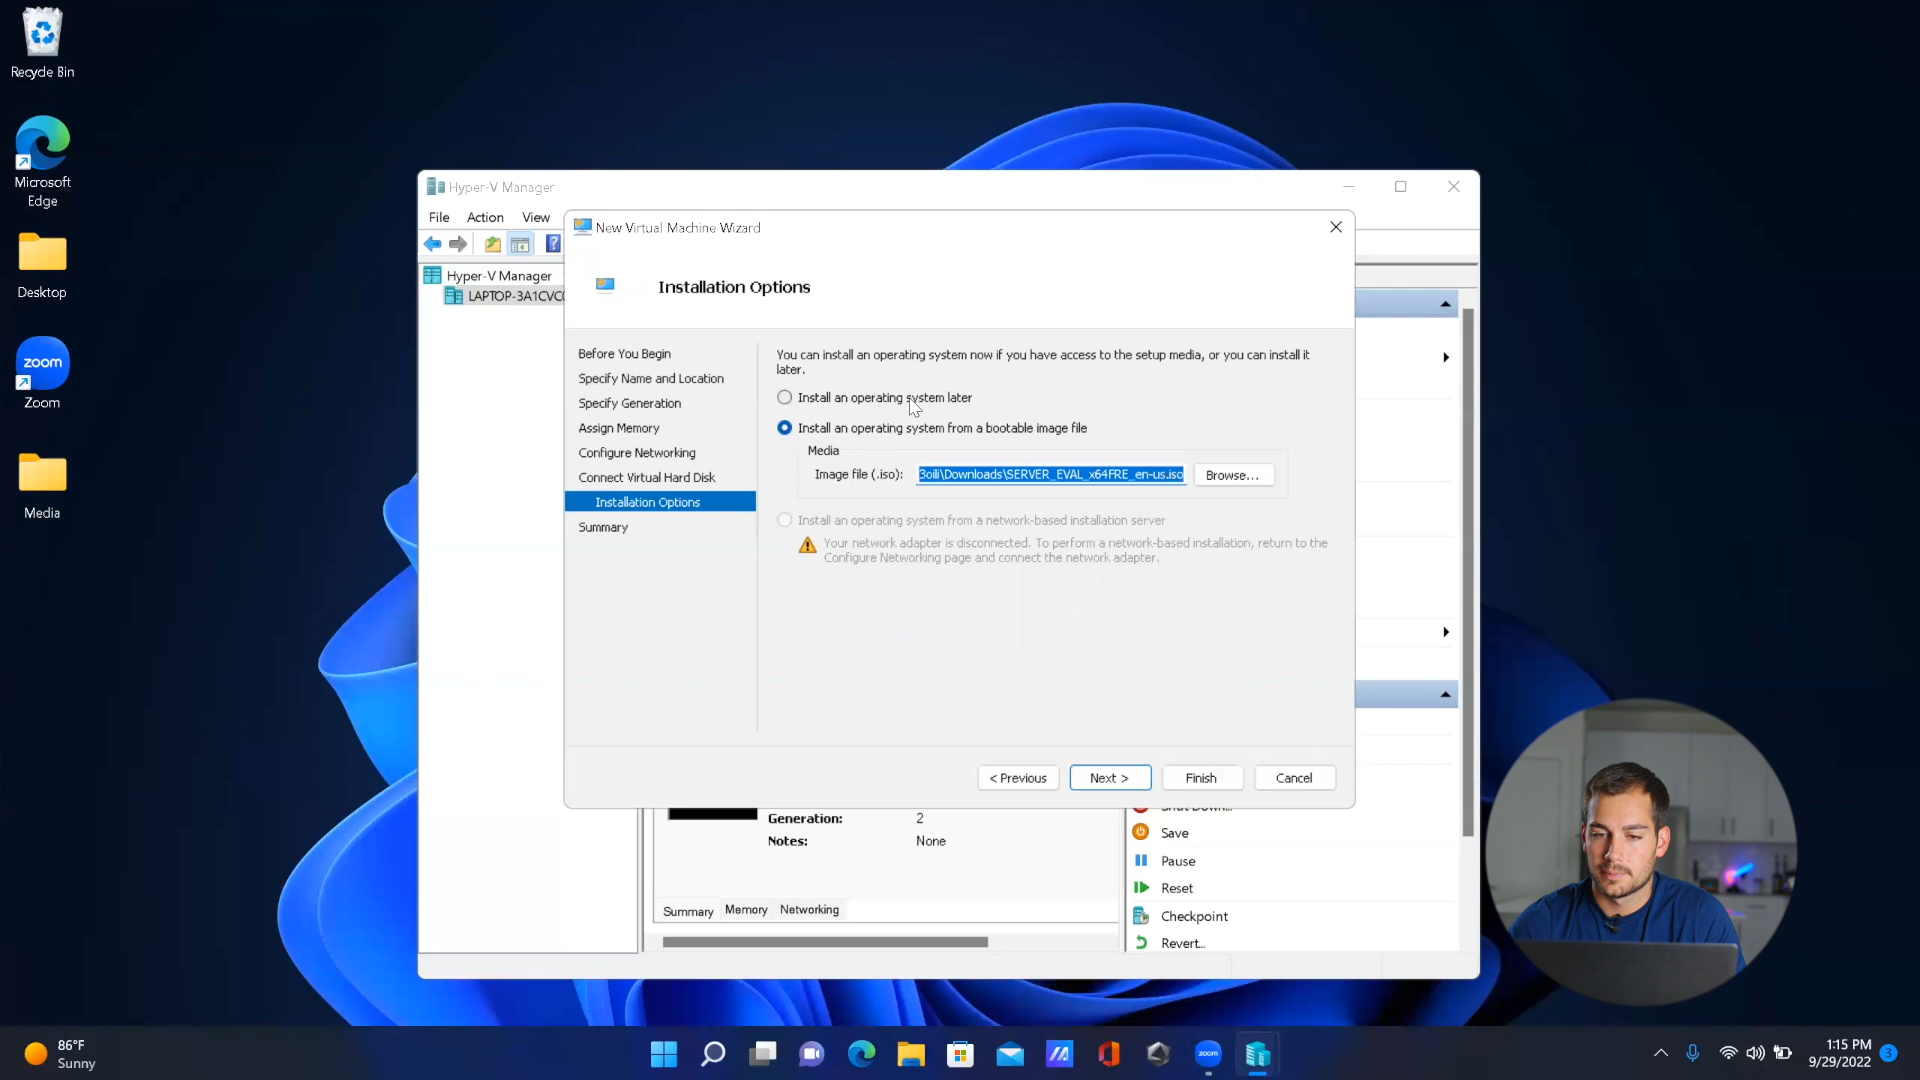 Recycle Bin
Microsoft
Edge
Desktop
zoom
Zoom
Media
Hyper-V Manager
File Action View
Hyper-V Manager
New Virtual Machine Wizard
Installation Options
Before You Begin
Specify Name and Location
Specify Generation
Assign Memory
Configure Networking
Connect Virtual Hard Disk
Installation Options
Summary
You can install an operating system now if you have access to the setup media, or you can install it
later.
Install an operating system later
Install an operating system from a bootable image file
Media
Image file (.iso): 3oili\Downloads\SERVER_EVAL_x64FRE_en-us.iso Browse...
Install an operating system from a network-based installation server
Your network adapter is disconnected. To perform a network-based installation, return to the
Configure Networking page and connect the network adapter.
< Previous Next > Finish Cancel
Generation: 2
Notes: None
Summary Memory Networking
Shut Down...
Save
Pause
Reset
Checkpoint
Revert...
86°F
Sunny
zoom
1:15 PM
9/29/2022
3